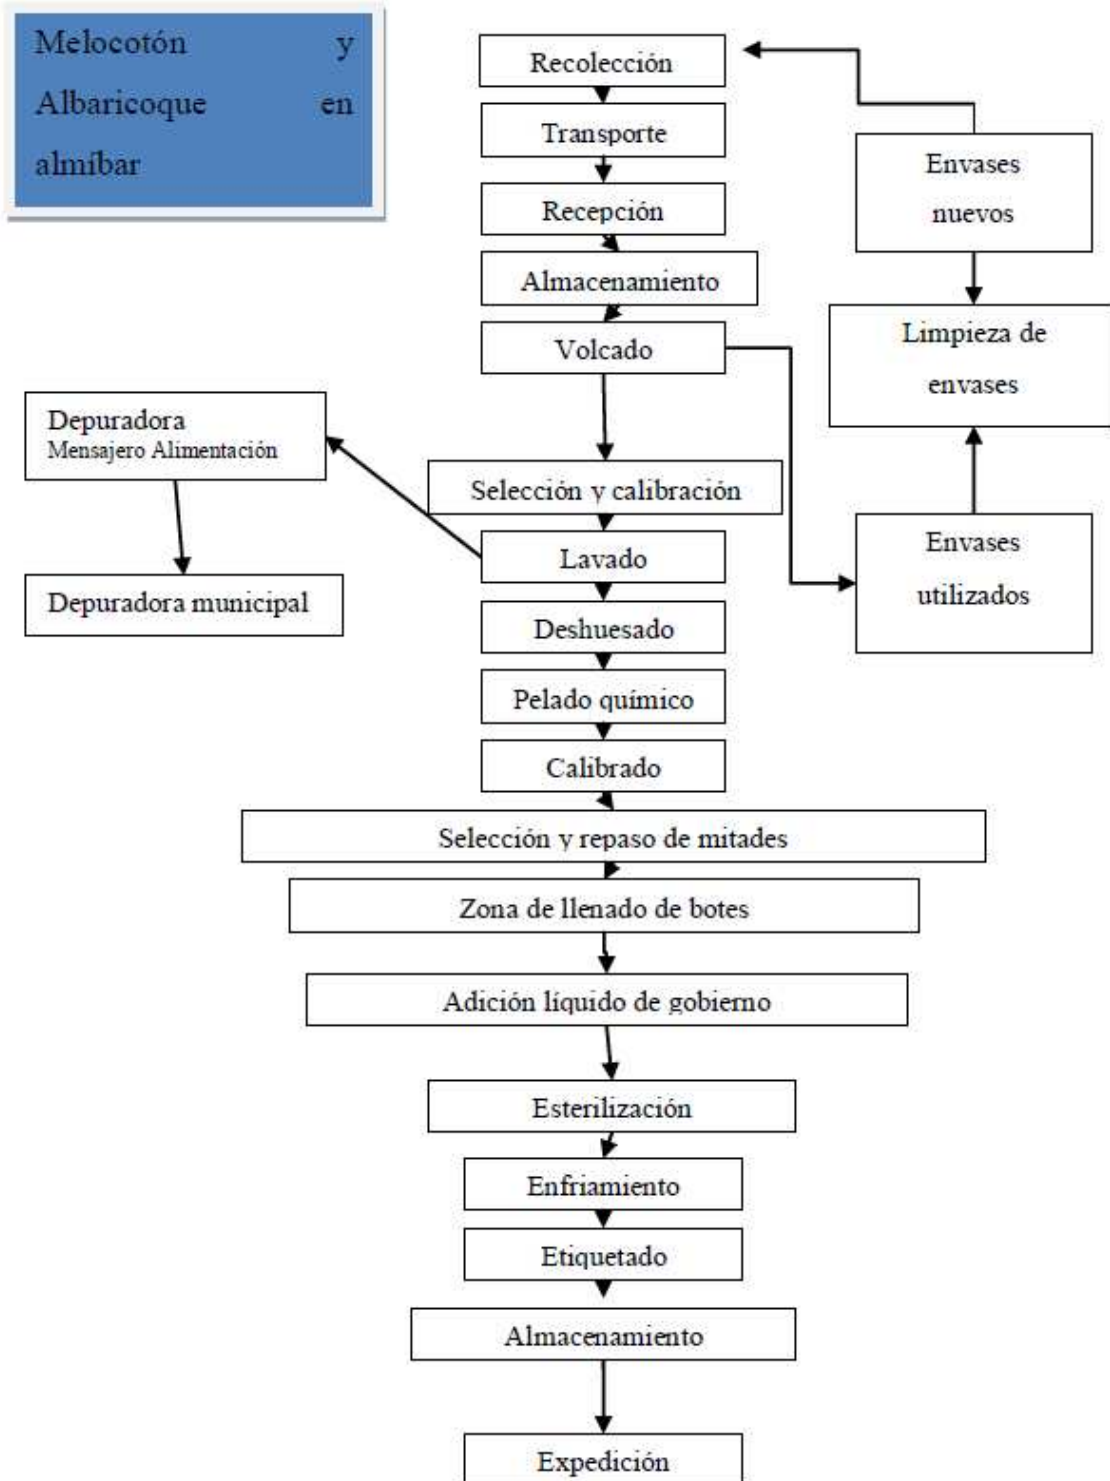 Melocotón y
Albaricoque en
almíbar
Recolección
Transporte
Recepción
Almacenamiento
Volcado
Selección y calibración
Lavado
Deshuesado
Pelado químico
Calibrado
Selección y repaso de mitades
Zona de llenado de botes
Adición líquido de gobierno
Esterilización
Enfriamiento
Etiquetado
Almacenamiento
Expedición
Envases
nuevos
Limpieza de
envases
Envases
utilizados
Depuradora
Mensajero Alimentación
Depuradora municipal